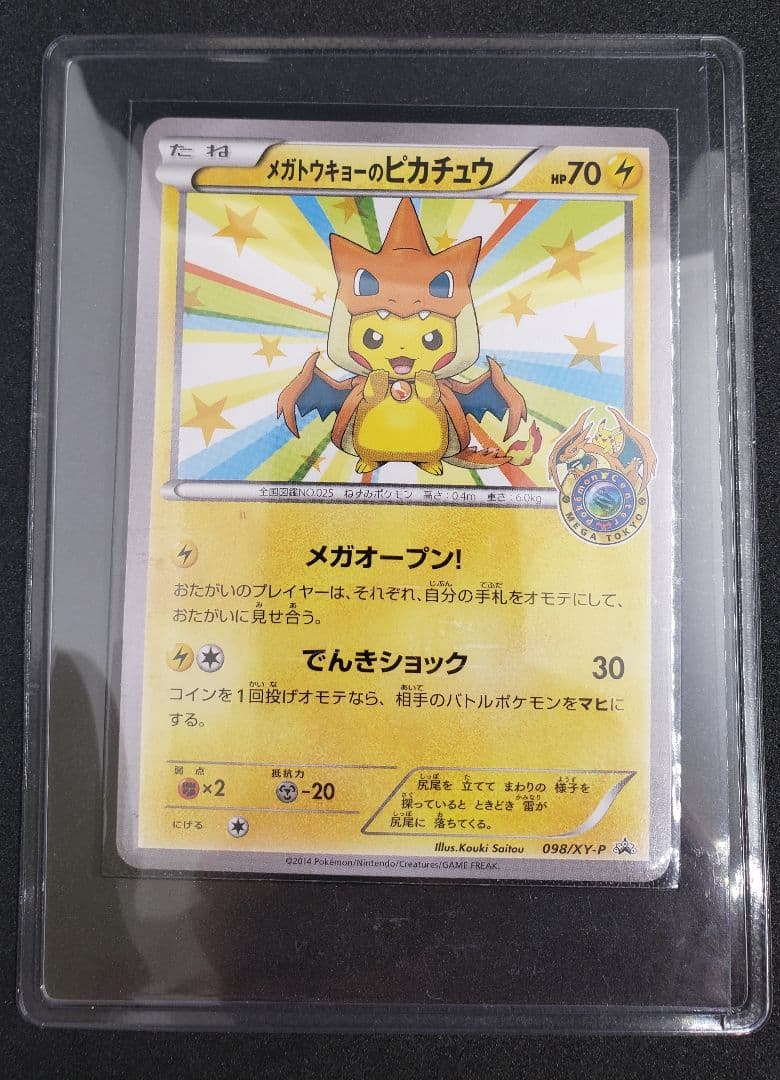 たね メガトウキョーのピカチュウ HP70
Pokémon Center
MEGA TOKYO
全国図鑑NO.025 ねずみポケモン 高さ:0.4m 重さ:6.0kg
メガオープン!
おたがいのプレイヤーは、それぞれ、自分の手札をオモテにして、
おたがいに見せ合う。
でんきショック 30
コインを1回投げオモテなら、相手のバトルポケモンをマヒに
する。
弱点 抵抗力
×2 -20
にげる
尻尾を 立てて まわりの 様子を
探っていると ときどき 雷が
尻尾に 落ちてくる。
Illus.Kouki Saitou 098/XY-P
©2014 Pokémon/Nintendo/Creatures/GAME FREAK.